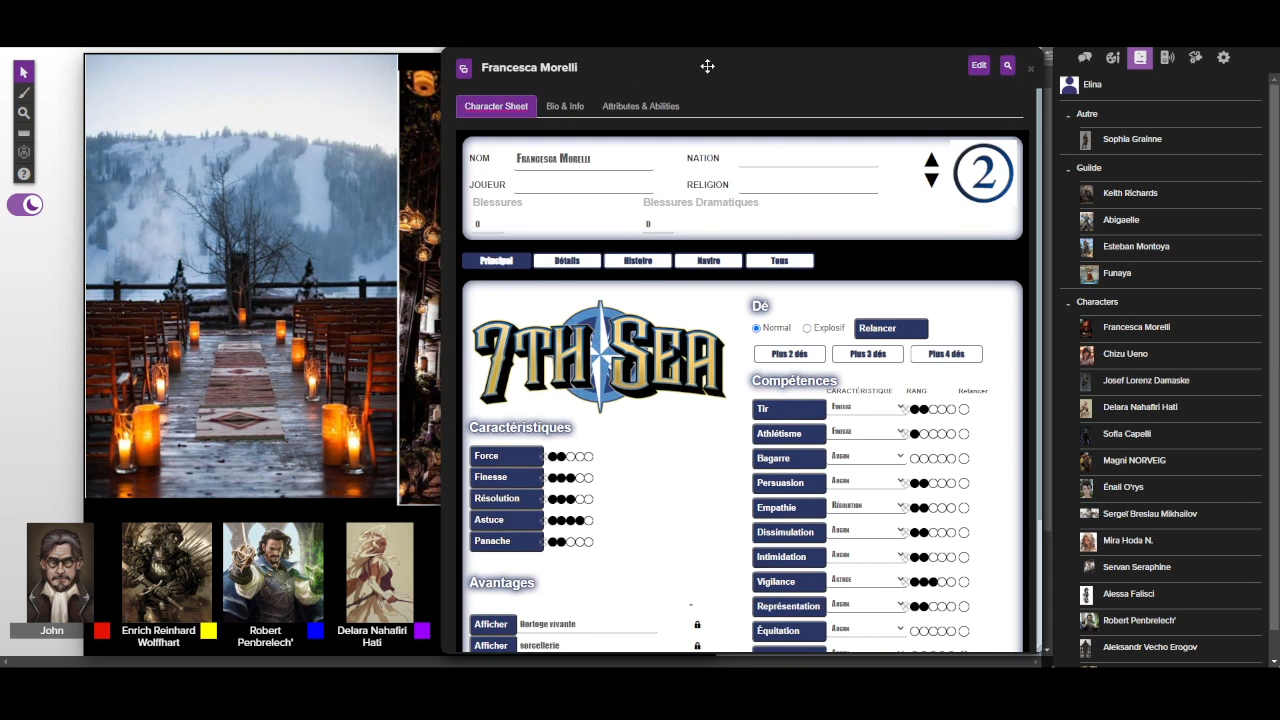 Francesca Morelli
Edit
Character Sheet
Bio & Info
Attributes & Abilities
NOM
Francesca Morelli
NATION
JOUEUR
RELIGION
Blessures
Blessures Dramatiques
0
0
2
Principal
Détails
Histoire
Navire
Tous
7TH SEA
Caractéristiques
Force
Finesse
Résolution
Astuce
Panache
Avantages
Afficher
Horloge vivante
Afficher
sorcellerie
Dé
Normal
Explosif
Relancer
Plus 2 dés
Plus 3 dés
Plus 4 dés
Compétences
CARACTÉRISTIQUE
RANG
Relancer
Tir
Finesse
Athlétisme
Finesse
Bagarre
Aucun
Persuasion
Aucun
Empathie
Résolution
Dissimulation
Aucun
Intimidation
Aucun
Vigilance
Astuce
Représentation
Aucun
Équitation
Aucun
John
Enrich Reinhard
Wolffhart
Robert
Penbrelech'
Delara Nahafiri
Hati
Elina
Autre
Sophia Grainne
Guilde
Keith Richards
Abigaelle
Esteban Montoya
Funaya
Characters
Francesca Morelli
Chizu Ueno
Josef Lorenz Damaske
Delara Nahafiri Hati
Sofia Capelli
Magni NORVEIG
Énail O'rys
Sergeï Breslau Mikhailov
Mira Hoda N.
Servan Seraphine
Alessa Falisci
Robert Penbrelech'
Aleksandr Vecho Erogov